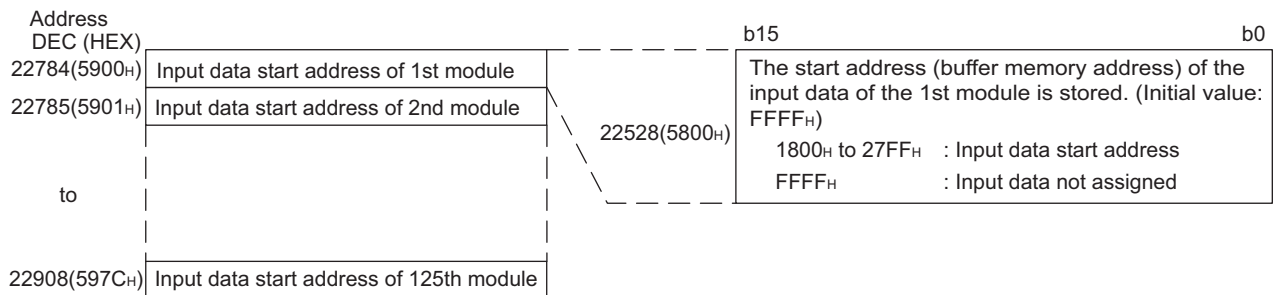 Address
DEC (HEX)
22784(5900H) Input data start address of 1st module
22785(5901H) Input data start address of 2nd module
to
22908(597CH) Input data start address of 125th module
b15 b0
22528(5800H)
The start address (buffer memory address) of the
input data of the 1st module is stored. (Initial value:
FFFFH)
1800H to 27FFH : Input data start address
FFFFH : Input data not assigned